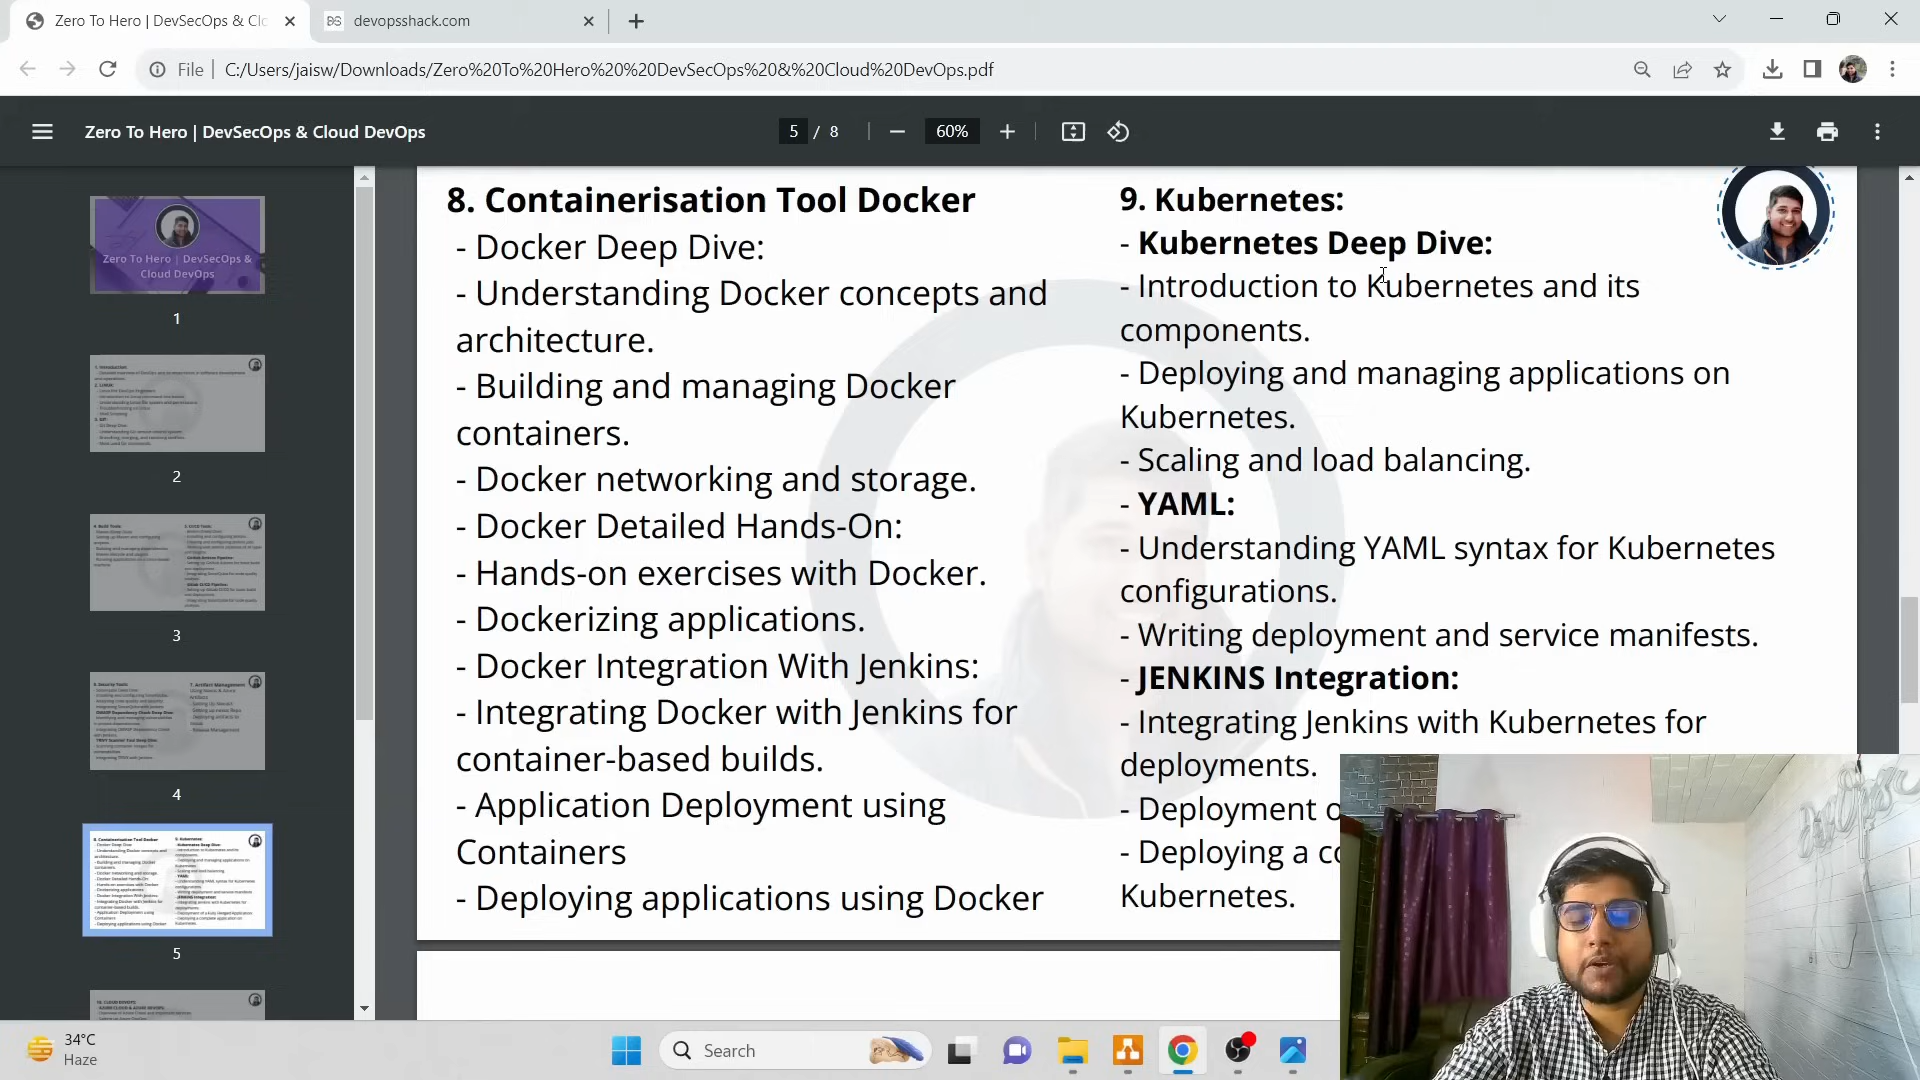 Zero To Hero | DevSecOps & Clo
devopsshack.com
File
C:/Users/jaisw/Downloads/Zero%20To%20Hero%20%20DevSecOps%20&%20Cloud%20DevOps.pdf
Zero To Hero | DevSecOps & Cloud DevOps
5 / 8
60%
Zero To Hero | DevSecOps &
Cloud DevOps
1
2
3
4
5
8. Containerisation Tool Docker
- Docker Deep Dive:
- Understanding Docker concepts and
architecture.
- Building and managing Docker
containers.
- Docker networking and storage.
- Docker Detailed Hands-On:
- Hands-on exercises with Docker.
- Dockerizing applications.
- Docker Integration With Jenkins:
- Integrating Docker with Jenkins for
container-based builds.
- Application Deployment using
Containers
- Deploying applications using Docker
9. Kubernetes:
- Kubernetes Deep Dive:
- Introduction to Kubernetes and its
components.
- Deploying and managing applications on
Kubernetes.
- Scaling and load balancing.
- YAML:
- Understanding YAML syntax for Kubernetes
configurations.
- Writing deployment and service manifests.
- JENKINS Integration:
- Integrating Jenkins with Kubernetes for
deployments.
- Deployment o
- Deploying a co
Kubernetes.
34°C
Haze
Search